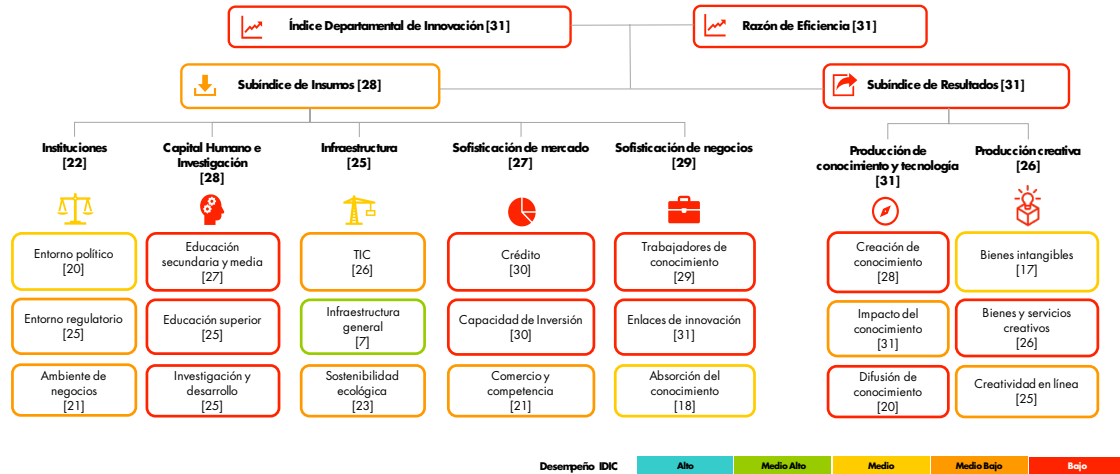 Índice Departamental de Innovación [31]
Razón de Eficiencia [31]
Subíndice de Insumos [28]
Subíndice de Resultados [31]
Instituciones
[22]
Capital Humano e
Investigación
[28]
Infraestructura
[25]
Sofisticación de mercado
[27]
Sofisticación de negocios
[29]
Producción de
conocimiento y tecnología
[31]
Producción creativa
[26]
Entorno político
[20]
Educación
secundaria y media
[27]
TIC
[26]
Crédito
[30]
Trabajadores de
conocimiento
[29]
Creación de
conocimiento
[28]
Bienes intangibles
[17]
Entorno regulatorio
[25]
Educación superior
[25]
Infraestructura
general
[7]
Capacidad de Inversión
[30]
Enlaces de innovación
[31]
Impacto del
conocimiento
[31]
Bienes y servicios
creativos
[26]
Ambiente de
negocios
[21]
Investigación y
desarrollo
[25]
Sostenibilidad
ecológica
[23]
Comercio y
competencia
[21]
Absorción del
conocimiento
[18]
Difusión de
conocimiento
[20]
Creatividad en línea
[25]
Desempeño IDIC
Alto
Medio Alto
Medio
Medio Bajo
Bajo